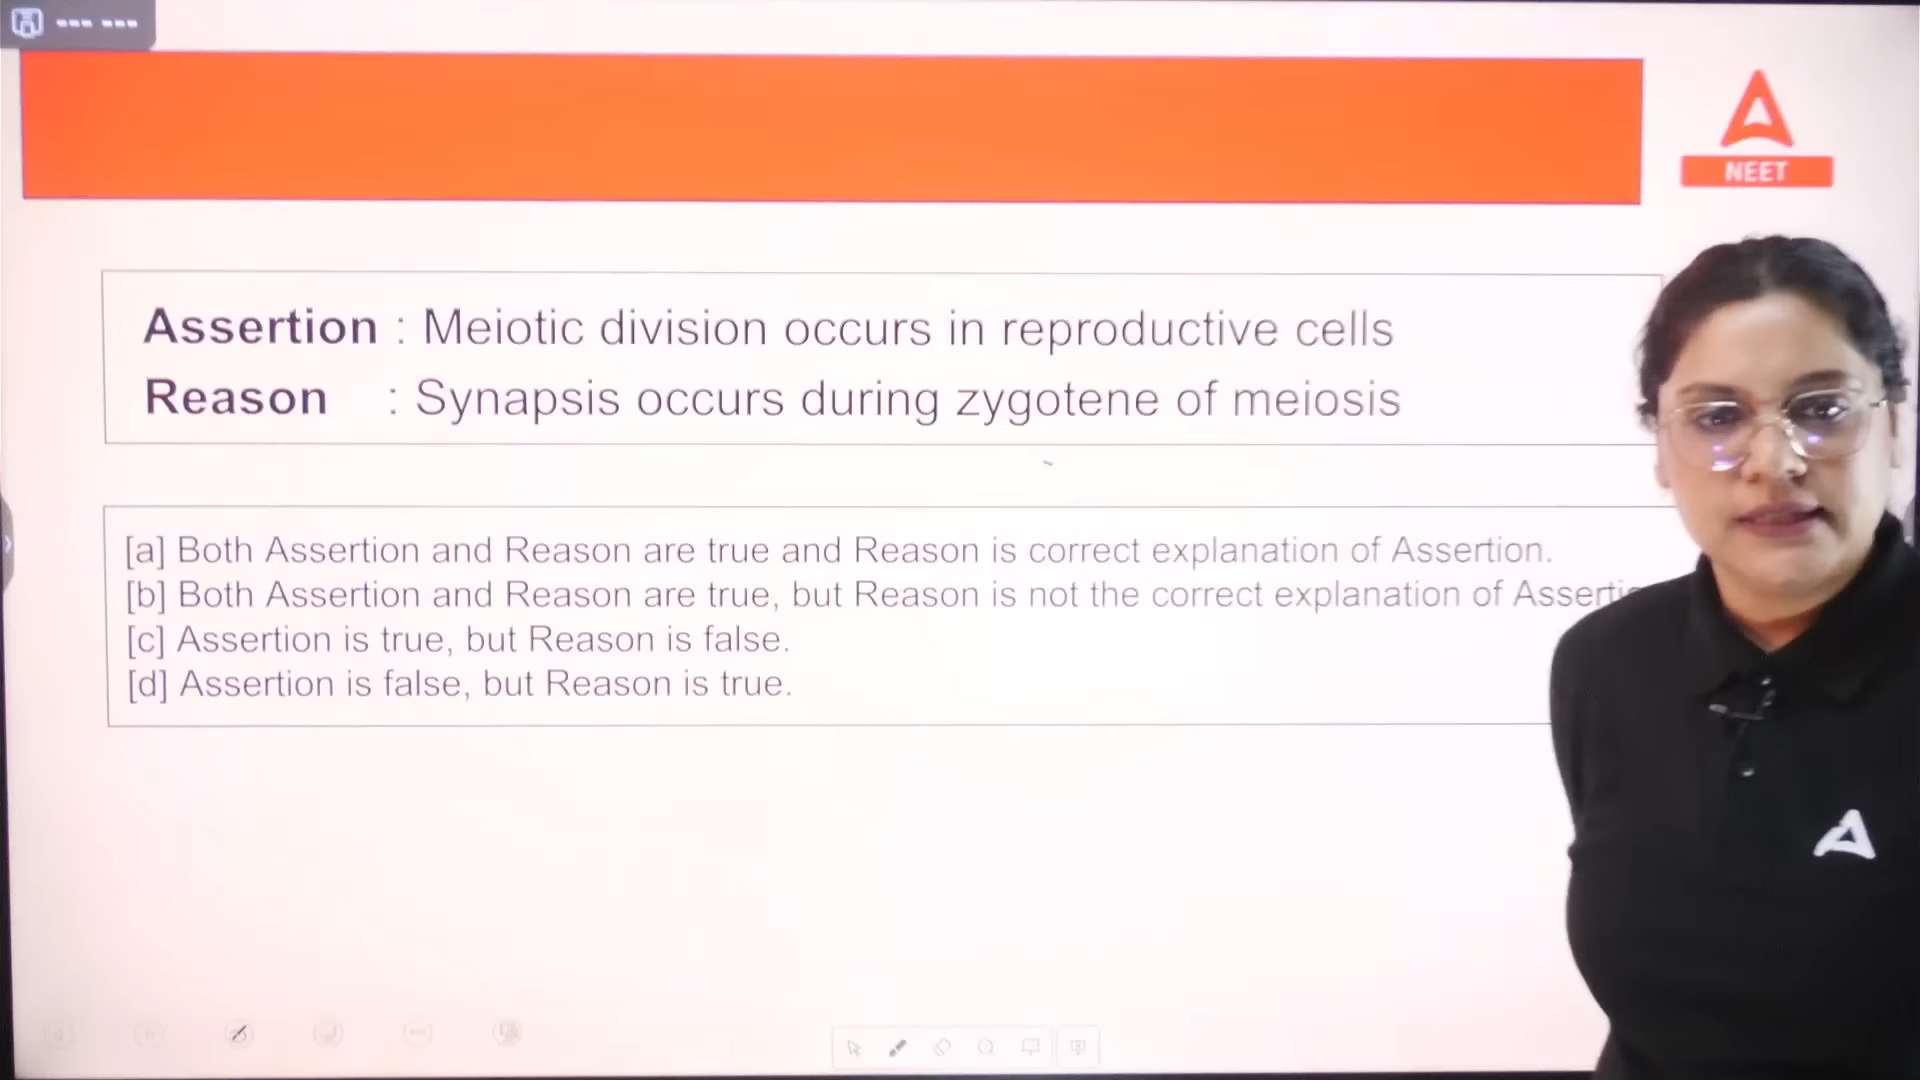 NEET
Assertion : Meiotic division occurs in reproductive cells
Reason : Synapsis occurs during zygotene of meiosis
[a] Both Assertion and Reason are true and Reason is correct explanation of Assertion.
[b] Both Assertion and Reason are true, but Reason is not the correct explanation of
[c] Assertion is true, but Reason is false.
[d] Assertion is false, but Reason is true.